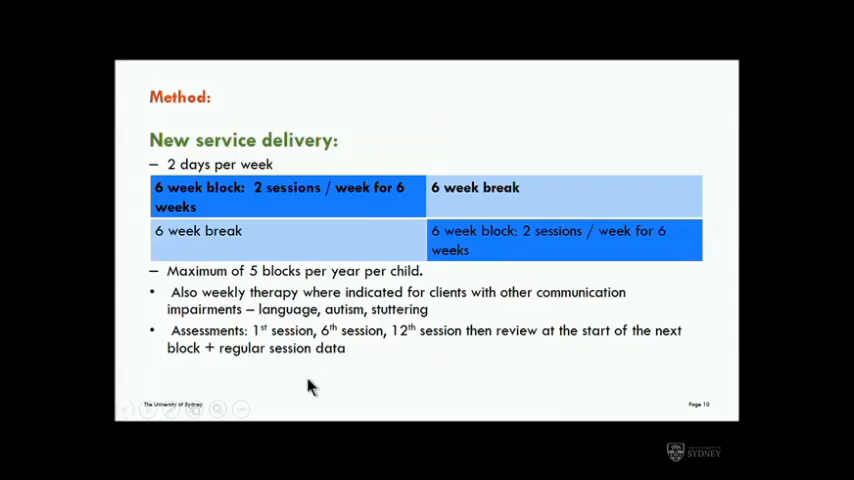 Method:
New service delivery:
– 2 days per week
6 week block: 2 sessions / week for 6
weeks
6 week break
6 week break
6 week block: 2 sessions / week for 6
weeks
– Maximum of 5 blocks per year per child.
• Also weekly therapy where indicated for clients with other communication
impairments – language, autism, stuttering
• Assessments: 1st session, 6th session, 12th session then review at the start of the next
block + regular session data
The University of Sydney
Page 10
SYDNEY